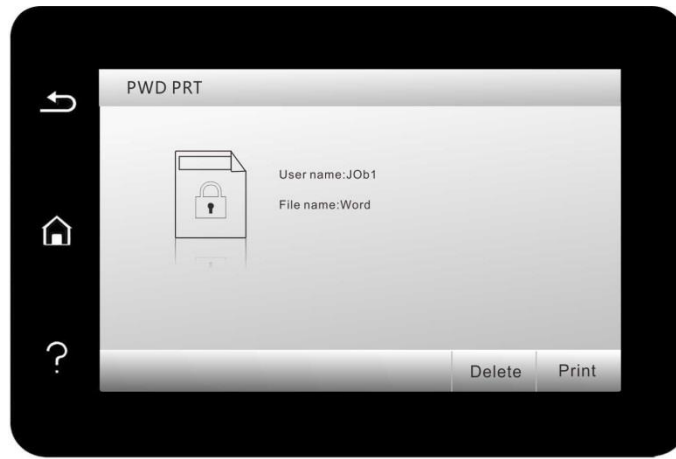 PWD PRT
User name:JOb1
File name:Word
?
Delete Print